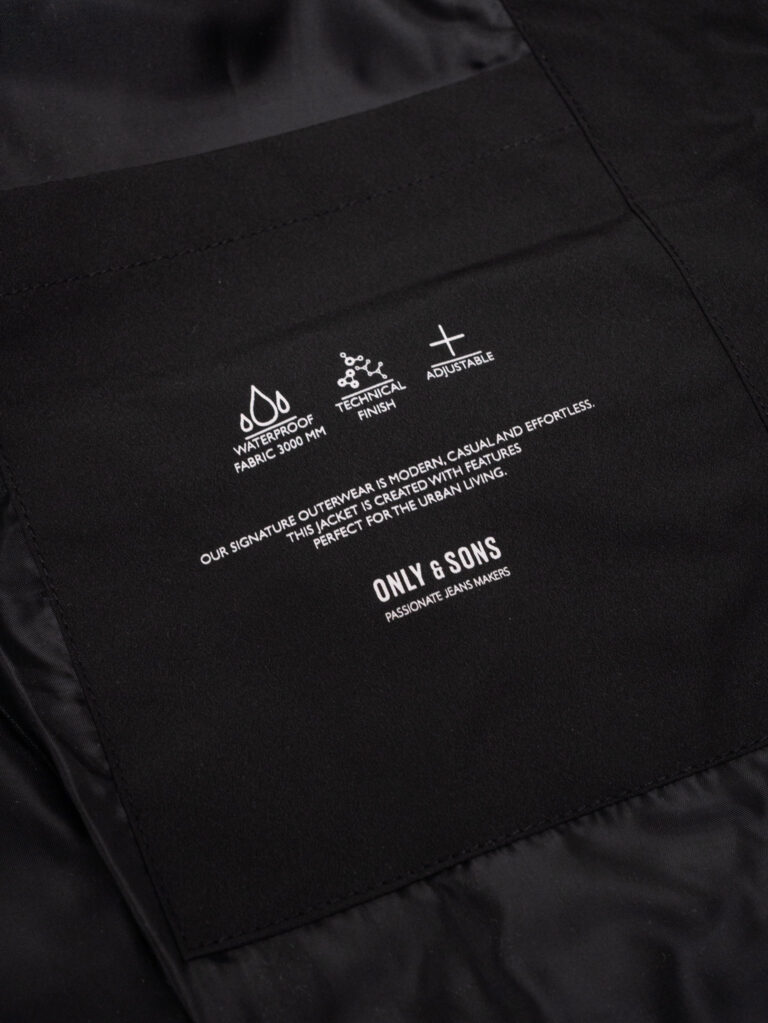 WATERPROOF
FABRIC 3000 MM
TECHNICAL
FINISH
ADJUSTABLE
OUR SIGNATURE OUTERWEAR IS MODERN, CASUAL AND EFFORTLESS.
THIS JACKET IS CREATED WITH FEATURES
PERFECT FOR THE URBAN LIVING.
ONLY & SONS
PASSIONATE JEANS MAKERS